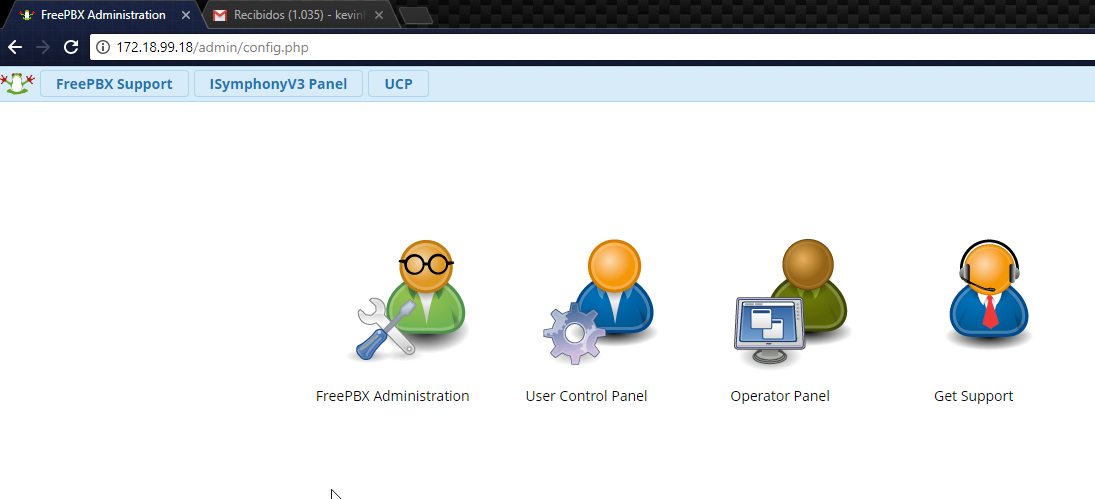 FreePBX Administration
Recibidos (1.035) - kevin
172.18.99.18/admin/config.php
FreePBX Support
ISymphonyV3 Panel
UCP
FreePBX Administration
User Control Panel
Operator Panel
Get Support